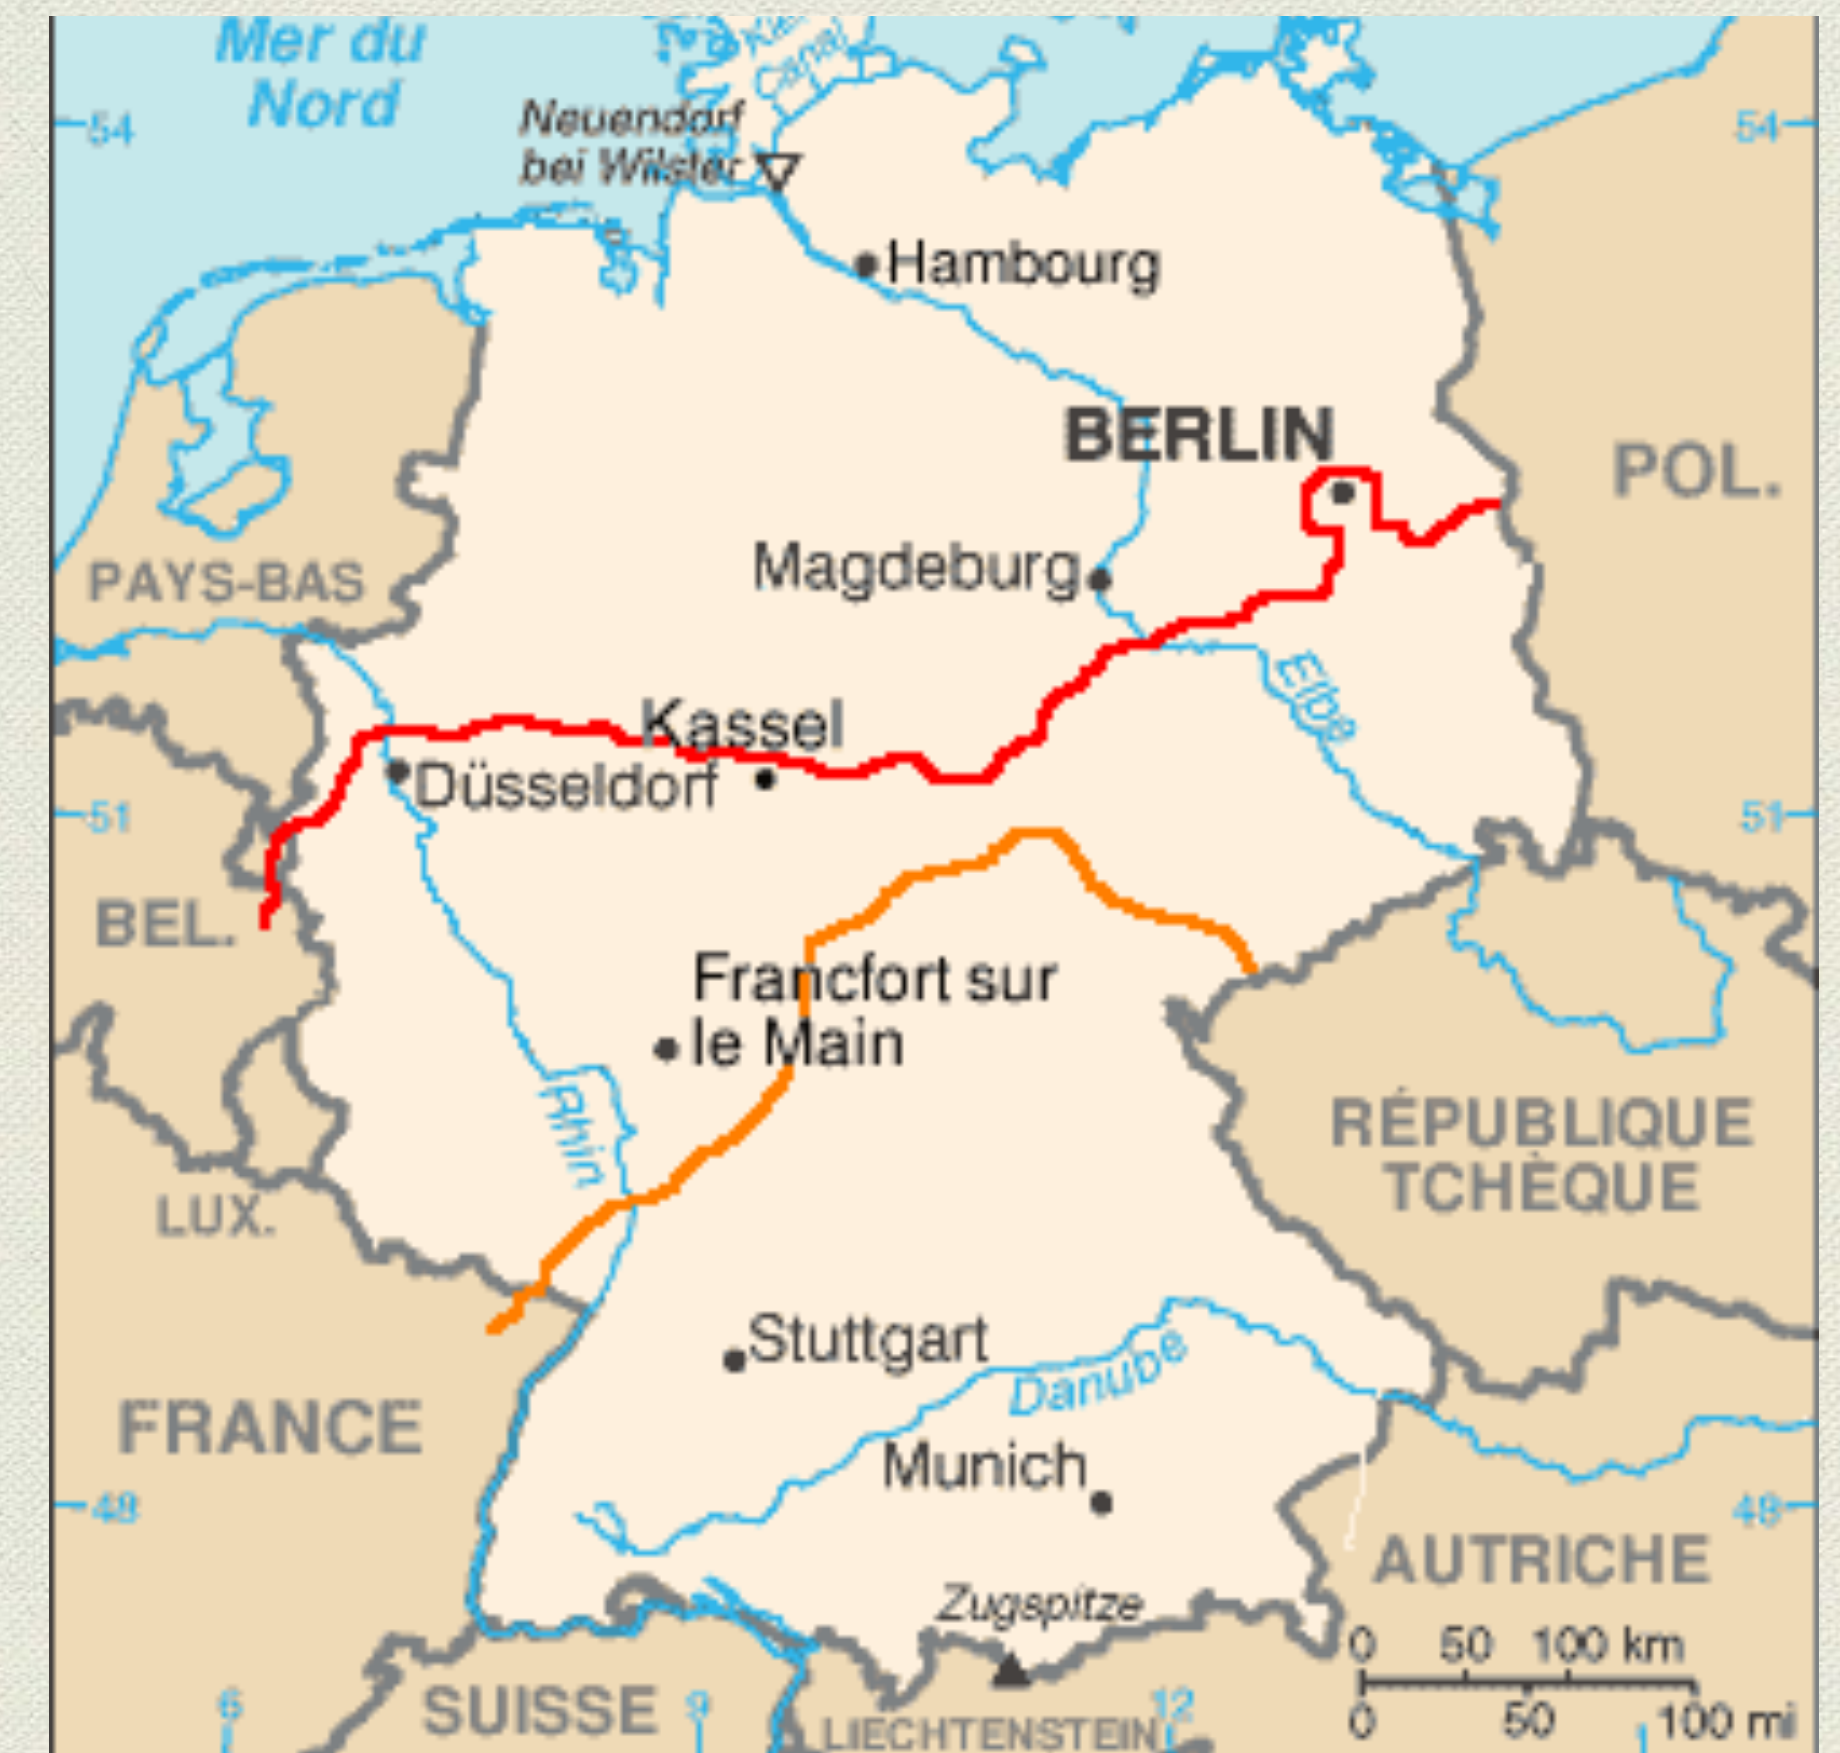 Mer du
Nord
Kiel
Canal
54
54
Neuendorf
bei Wilster
Hambourg
BERLIN
POL.
Magdeburg
PAYS-BAS
Elbe
Kassel
Düsseldorf
51
51
BEL.
Francfort sur
le Main
Rhin
RÉPUBLIQUE
TCHÈQUE
LUX.
Stuttgart
Danube
FRANCE
Munich
48
48
AUTRICHE
Zugspitze
0 50 100 km
0 50 100 mi
6
9
12
SUISSE
LIECHTENSTEIN